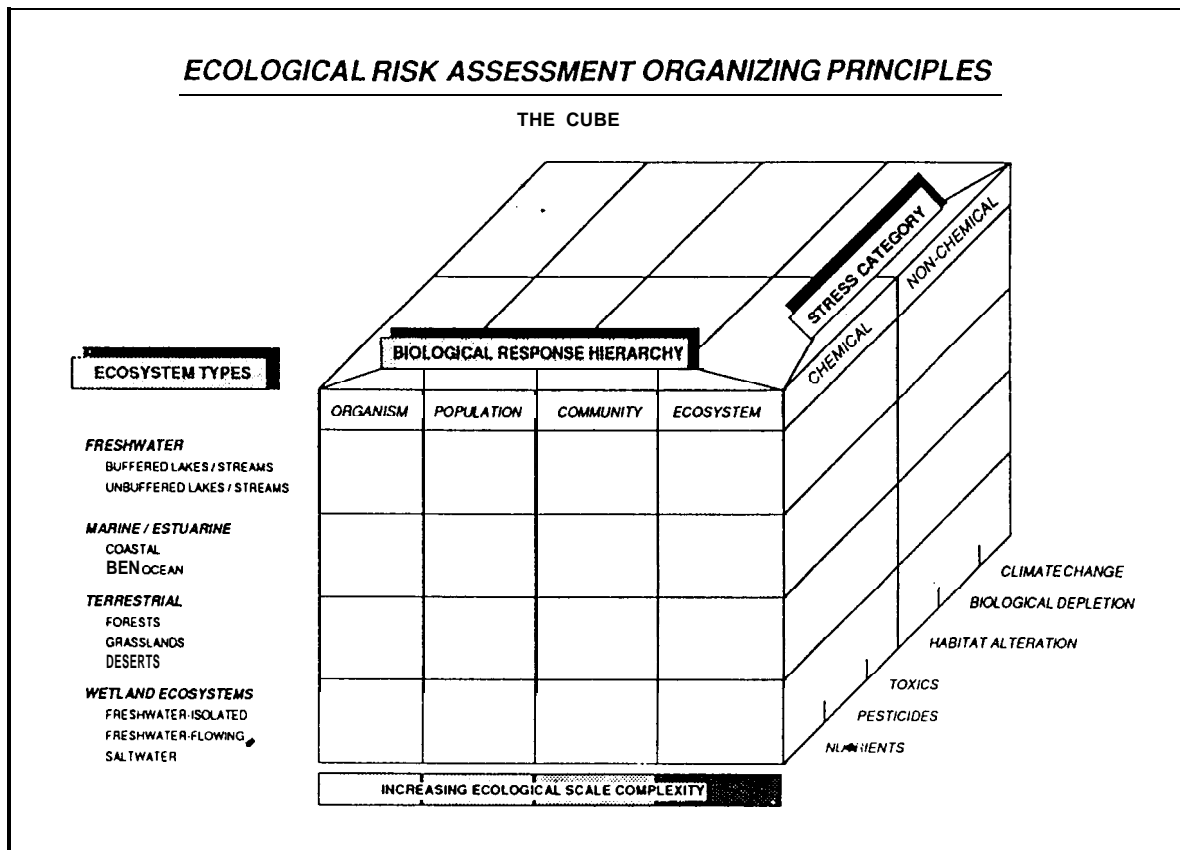 ECOLOGICAL RISK ASSESSMENT ORGANIZING PRINCIPLES
THE CUBE
STRESS CATEGORY
NON-CHEMICAL
CHEMICAL
BIOLOGICAL RESPONSE HIERARCHY
ECOSYSTEM TYPES
ORGANISM
POPULATION
COMMUNITY
ECOSYSTEM
FRESHWATER
BUFFERED LAKES / STREAMS
UNBUFFERED LAKES / STREAMS
MARINE / ESTUARINE
COASTAL
BEN OCEAN
TERRESTRIAL
FORESTS
GRASSLANDS
DESERTS
WETLAND ECOSYSTEMS
FRESHWATER-ISOLATED
FRESHWATER-FLOWING
SALTWATER
CLIMATE CHANGE
BIOLOGICAL DEPLETION
HABITAT ALTERATION
TOXICS
PESTICIDES
NUTRIENTS
INCREASING ECOLOGICAL SCALE COMPLEXITY